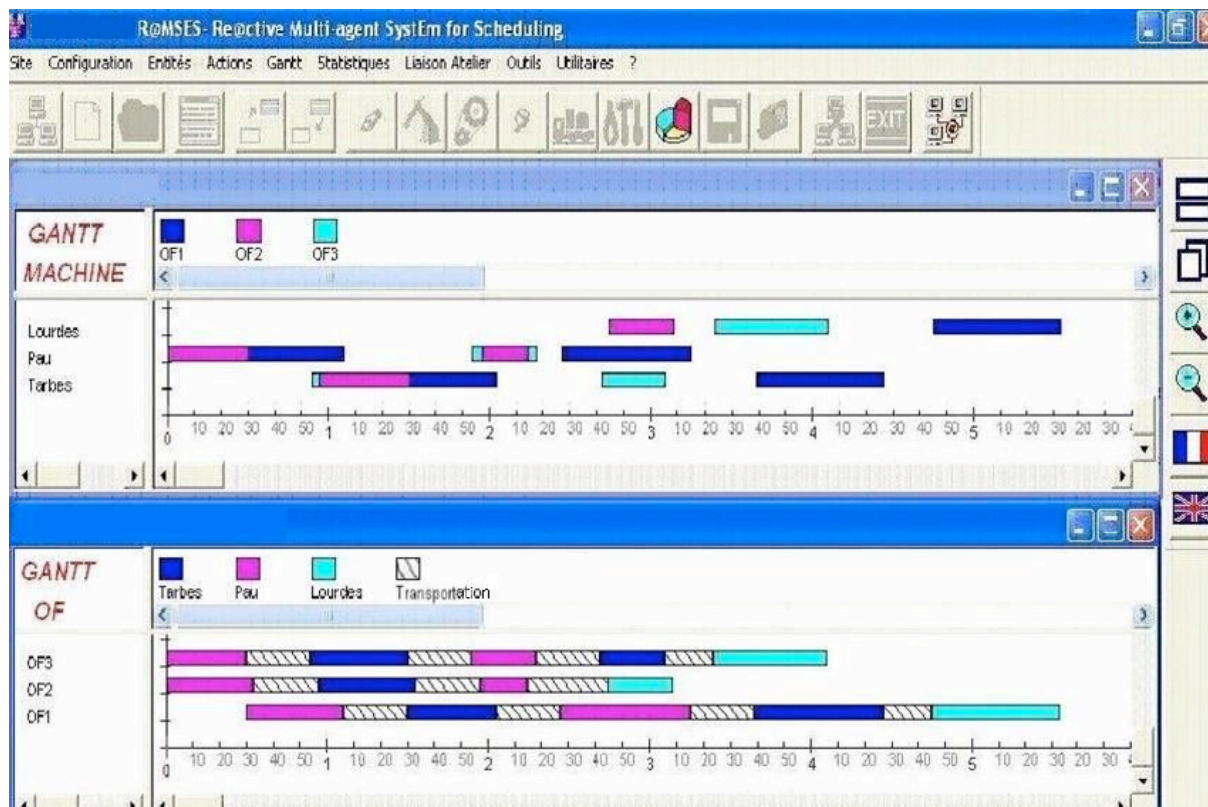 R@MSES- Re@ctive Multi-agent SystEm for Scheduling
Site Configuration Entités Actions Gantt Statistiques Liaison Atelier Outils Utilitaires ?
EXIT
GANTT
MACHINE
OF1 OF2 OF3
Lourdes
Pau
Tarbes
0 10 20 30 40 50 1 10 20 30 40 50 2 10 20 30 40 50 3 10 20 30 40 50 4 10 20 30 40 50 5 10 20 30
GANTT
OF
Tarbes Pau Lourdes Transportation
OF3
OF2
OF1
0 10 20 30 40 50 1 10 20 30 40 50 2 10 20 30 40 50 3 10 20 30 40 50 4 10 20 30 40 50 5 10 20 30